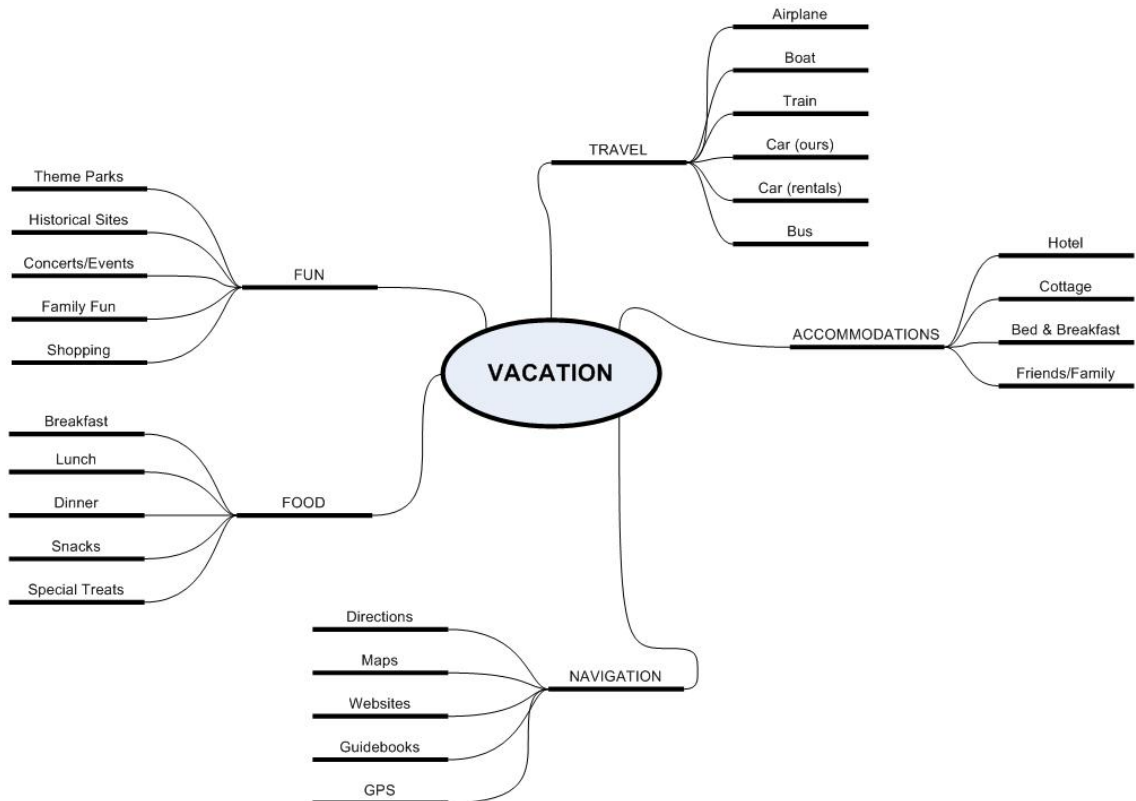 Airplane
Boat
Train
Car (ours)
Car (rentals)
Bus
TRAVEL
Theme Parks
Historical Sites
Concerts/Events
Family Fun
Shopping
FUN
Hotel
Cottage
Bed & Breakfast
Friends/Family
ACCOMMODATIONS
VACATION
Breakfast
Lunch
Dinner
Snacks
Special Treats
FOOD
Directions
Maps
Websites
Guidebooks
GPS
NAVIGATION